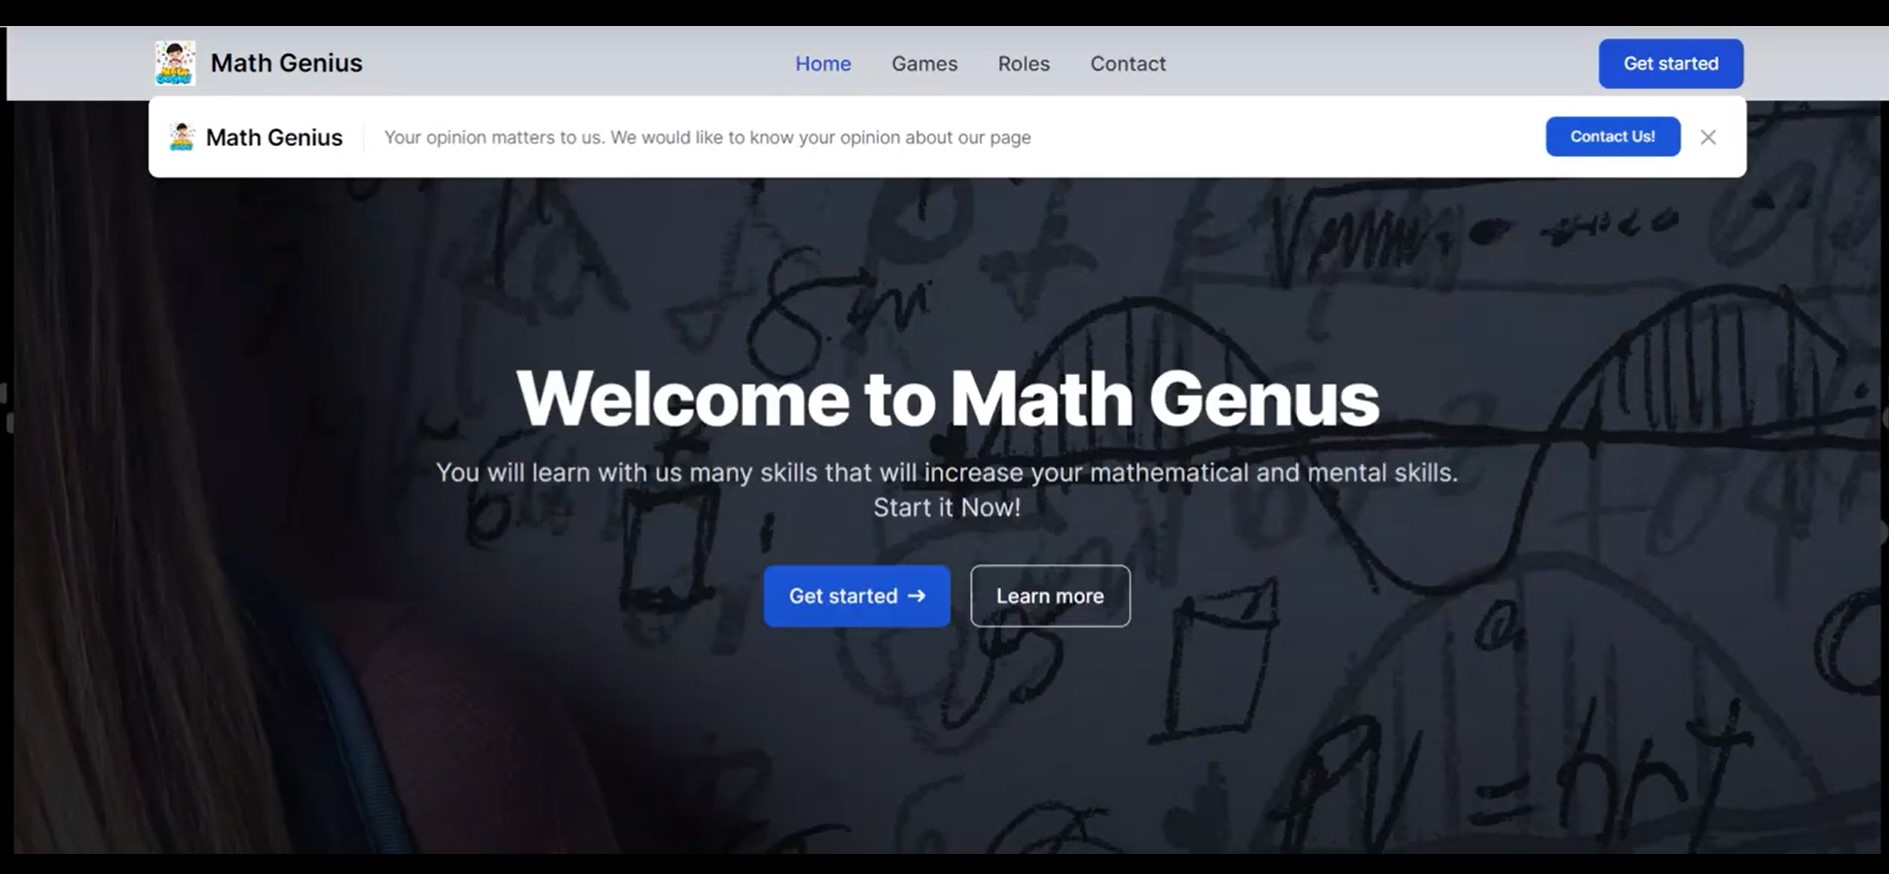 Math Genius
Home Games Roles Contact
Get started
Math Genius
Your opinion matters to us. We would like to know your opinion about our page
Contact Us!
Welcome to Math Genus
You will learn with us many skills that will increase your mathematical and mental skills.
Start it Now!
Get started →
Learn more